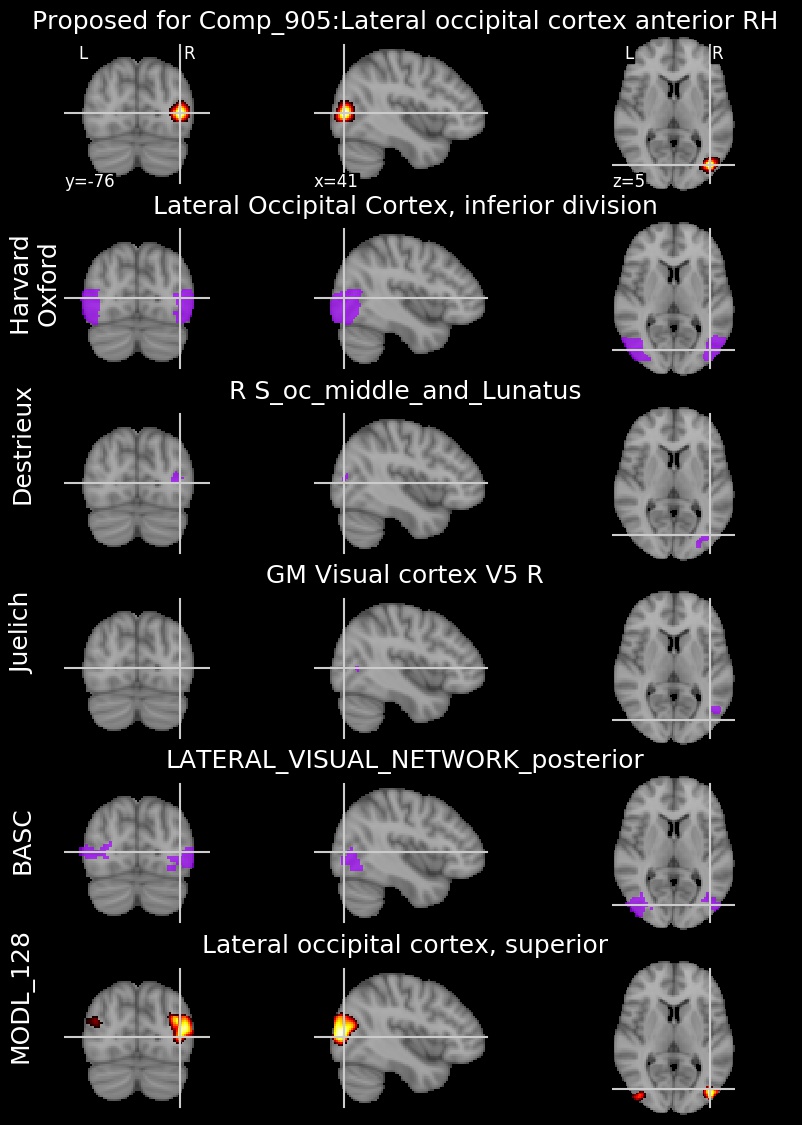 Proposed for Comp_905:Lateral occipital cortex anterior RH
L R
L R
y=-76 x=41 z=5
Lateral Occipital Cortex, inferior division
Harvard
Oxford
R S_oc_middle_and_Lunatus
Destrieux
GM Visual cortex V5 R
Juelich
LATERAL_VISUAL_NETWORK_posterior
BASC
Lateral occipital cortex, superior
MODL_128